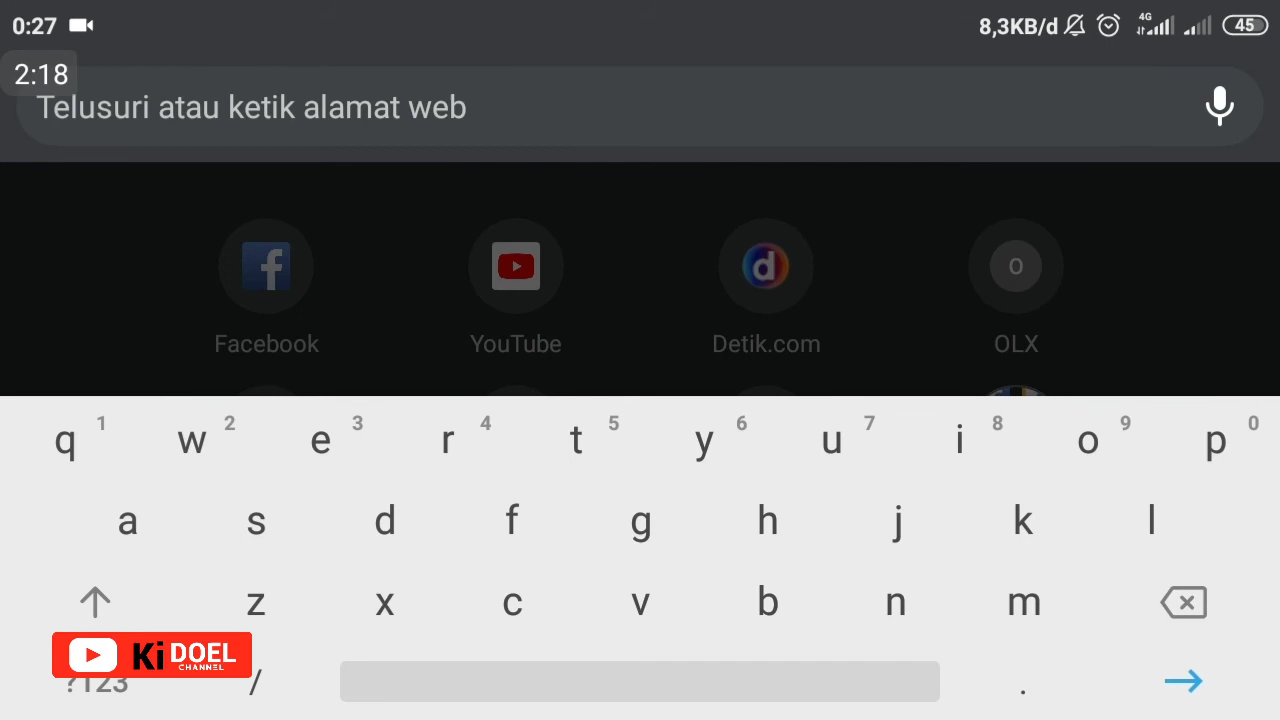 0:27 8,3KB/d 4G 45
2:18
Telusuri atau ketik alamat web
Facebook YouTube Detik.com OLX
q 1 w 2 e 3 r 4 t 5 y 6 u 7 i 8 o 9 p 0
a s d f g h j k l
z x c v b n m
Ki DOEL
CHANNEL
?123 / .